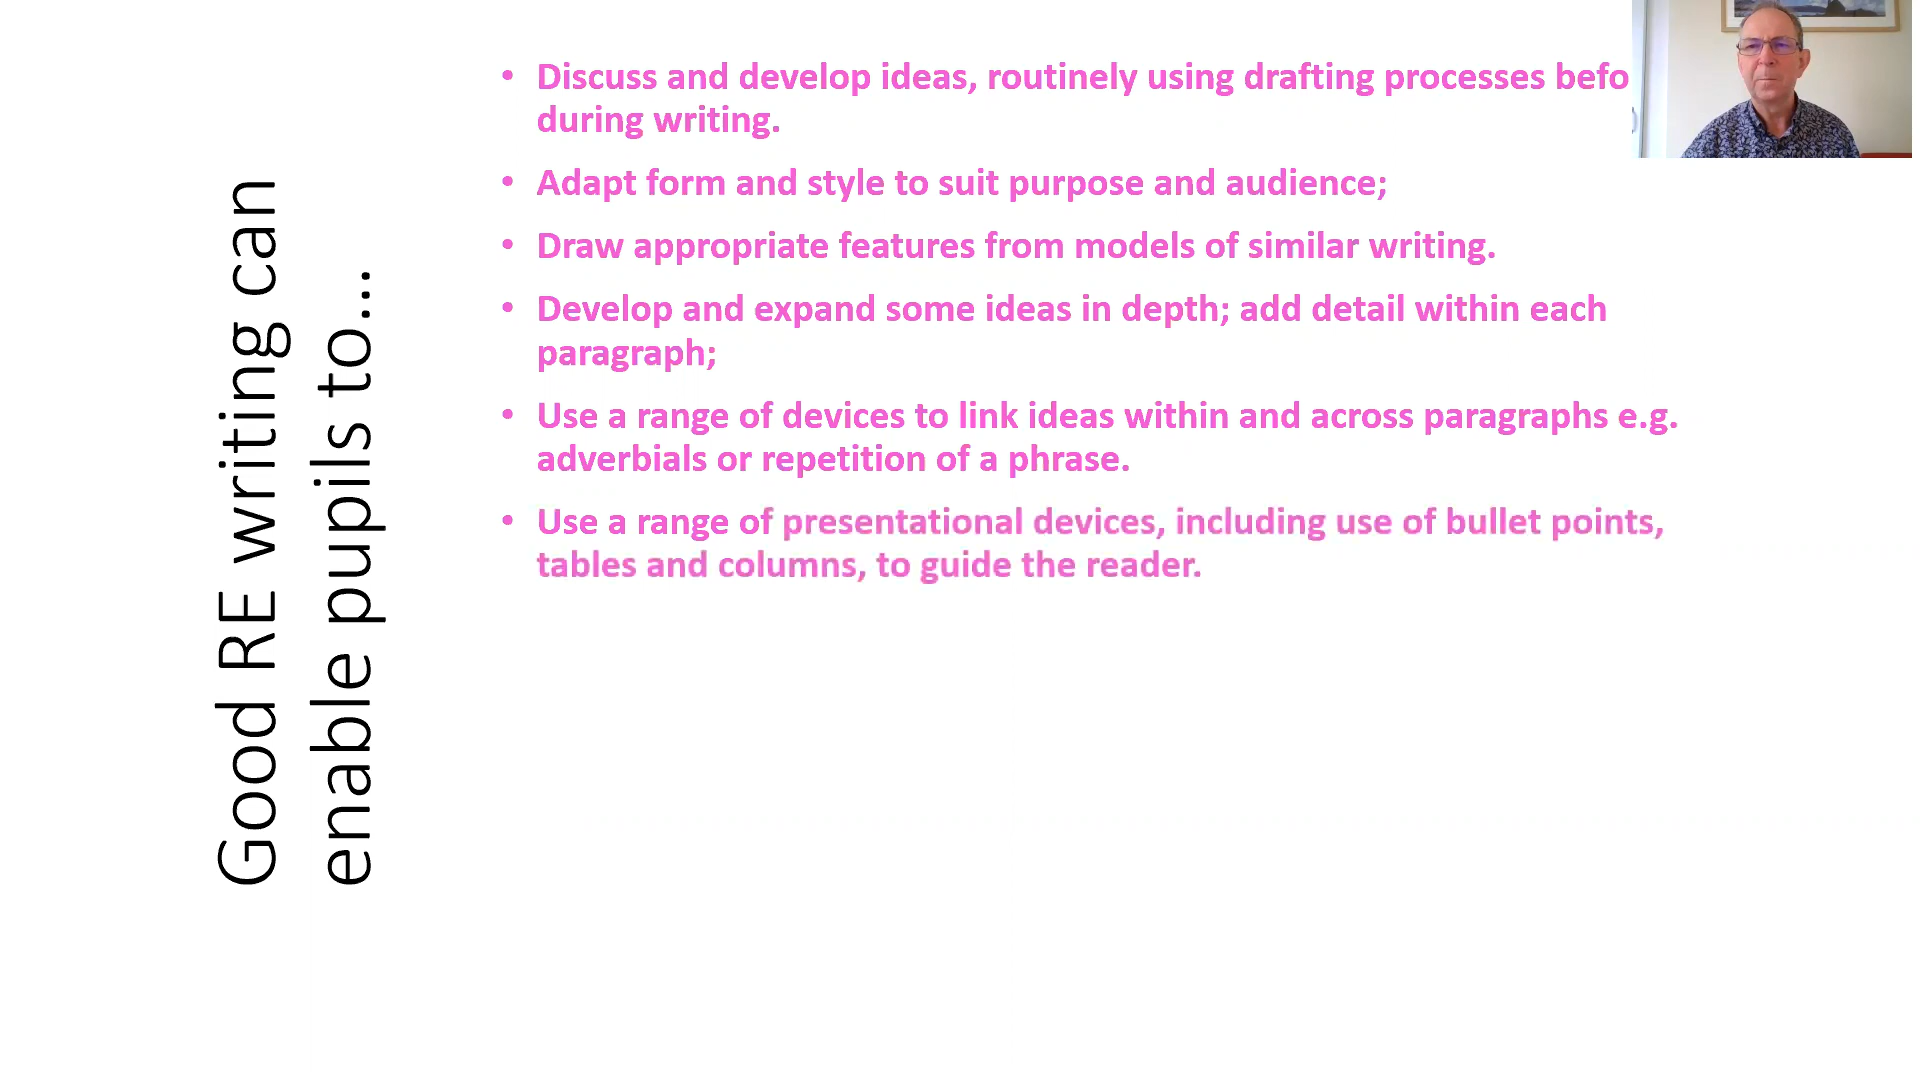 Good RE writing can
enable pupils to...
• Discuss and develop ideas, routinely using drafting processes
during writing.
• Adapt form and style to suit purpose and audience;
• Draw appropriate features from models of similar writing.
• Develop and expand some ideas in depth; add detail within each
paragraph;
• Use a range of devices to link ideas within and across paragraphs e.g.
adverbials or repetition of a phrase.
• Use a range of presentational devices, including use of bullet points,
tables and columns, to guide the reader.